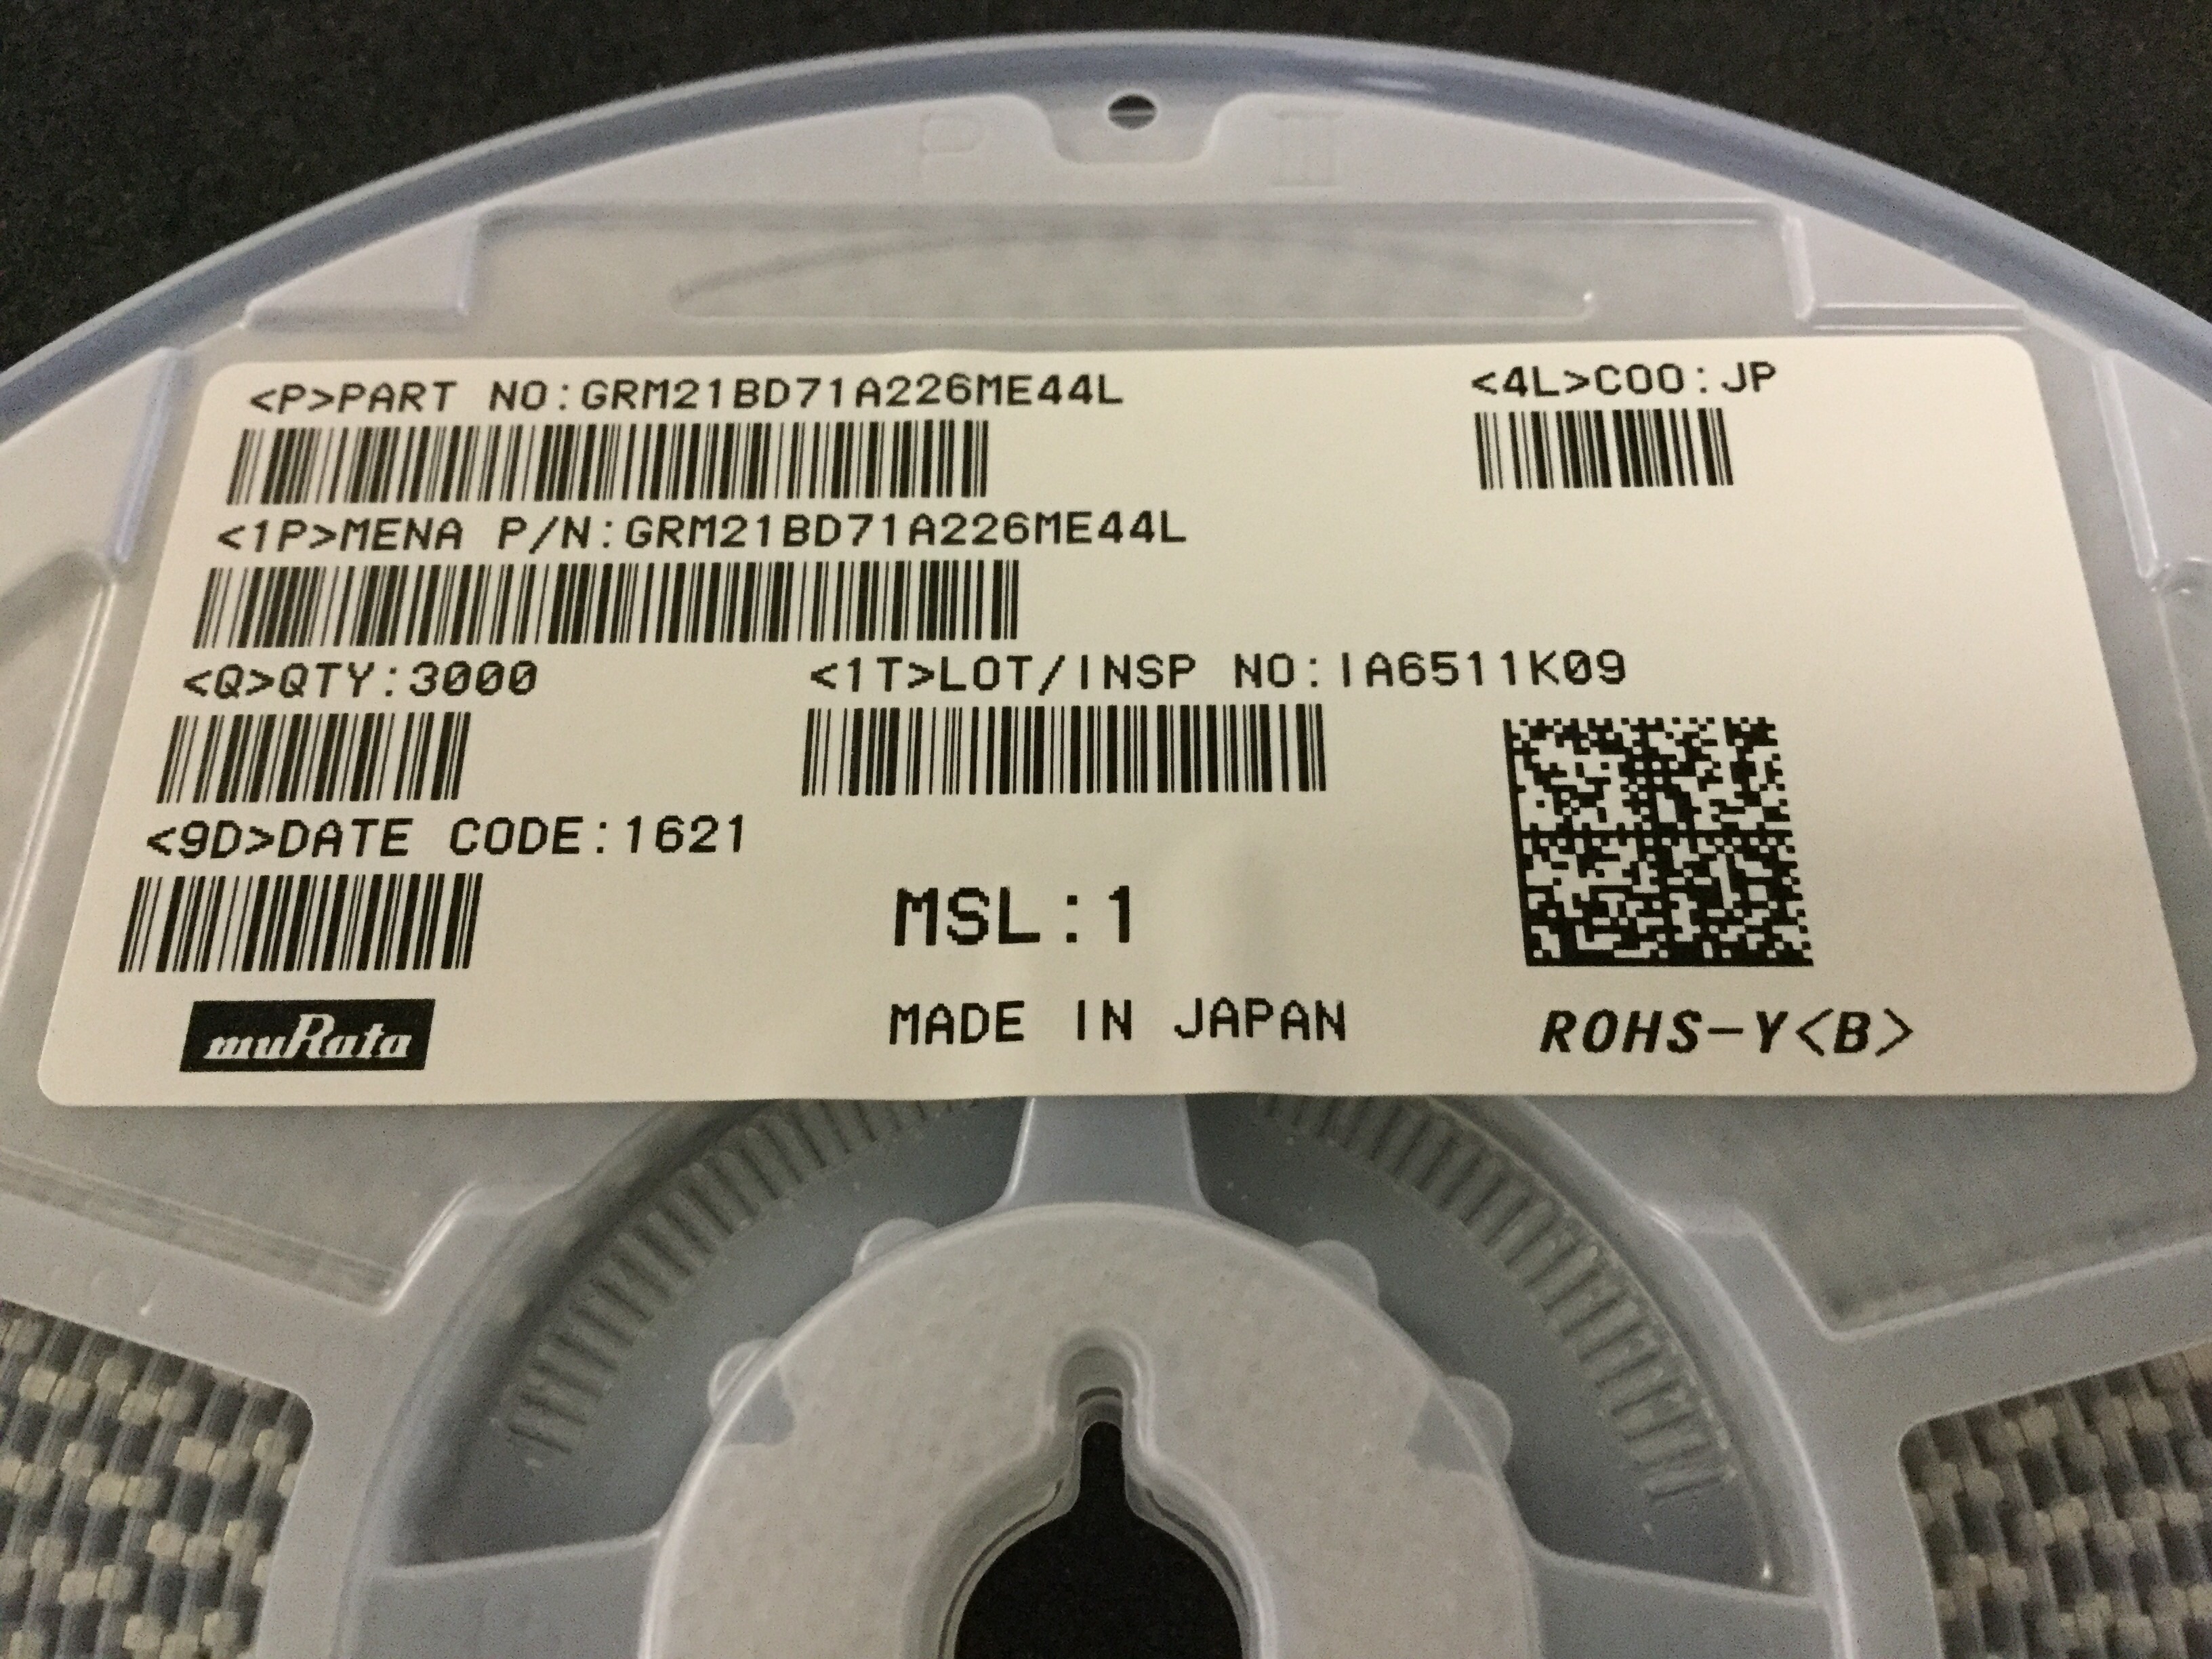 P III
<P>PART NO:GRM21BD71A226ME44L
<4L>COO:JP
<1P>MENA P/N:GRM21BD71A226ME44L
<Q>QTY:3000
<1T>LOT/INSP NO:IA6511K09
<9D>DATE CODE:1621
MSL:1
muRata
MADE IN JAPAN
ROHS-Y<B>